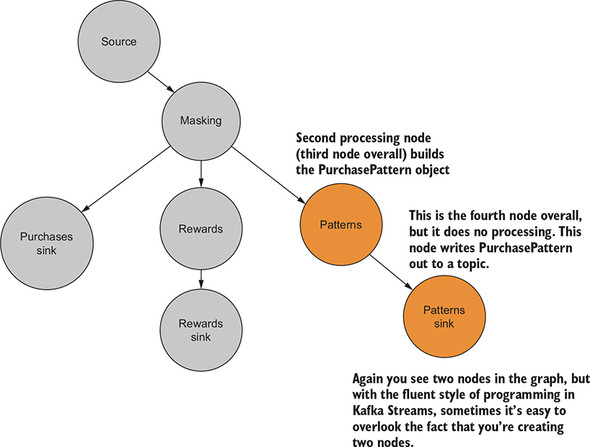 Source
Masking
Second processing node
(third node overall) builds
the PurchasePattern object
Purchases
sink
Rewards
Patterns
This is the fourth node overall,
but it does no processing. This
node writes PurchasePattern
out to a topic.
Rewards
sink
Patterns
sink
Again you see two nodes in the graph, but
with the fluent style of programming in
Kafka Streams, sometimes it’s easy to
overlook the fact that you’re creating
two nodes.